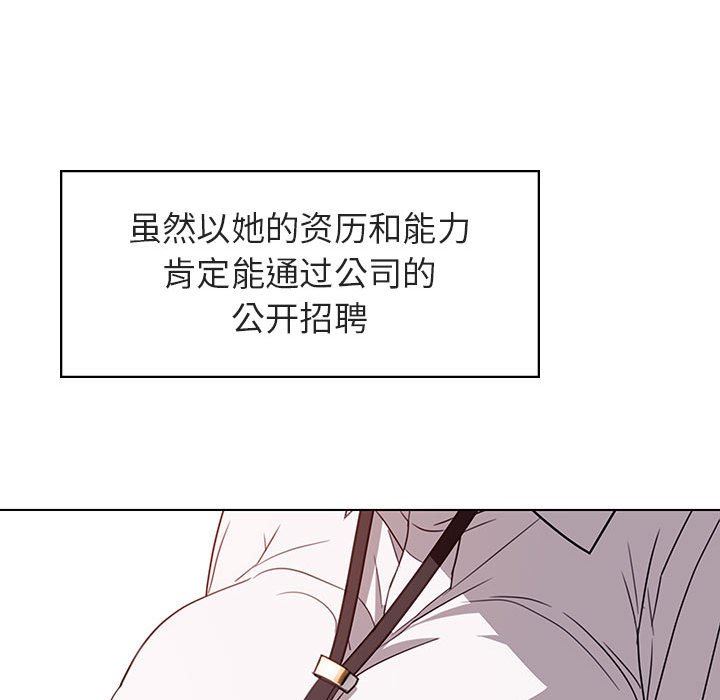 虽然以她的资历和能力
肯定能通过公司的
公开招聘